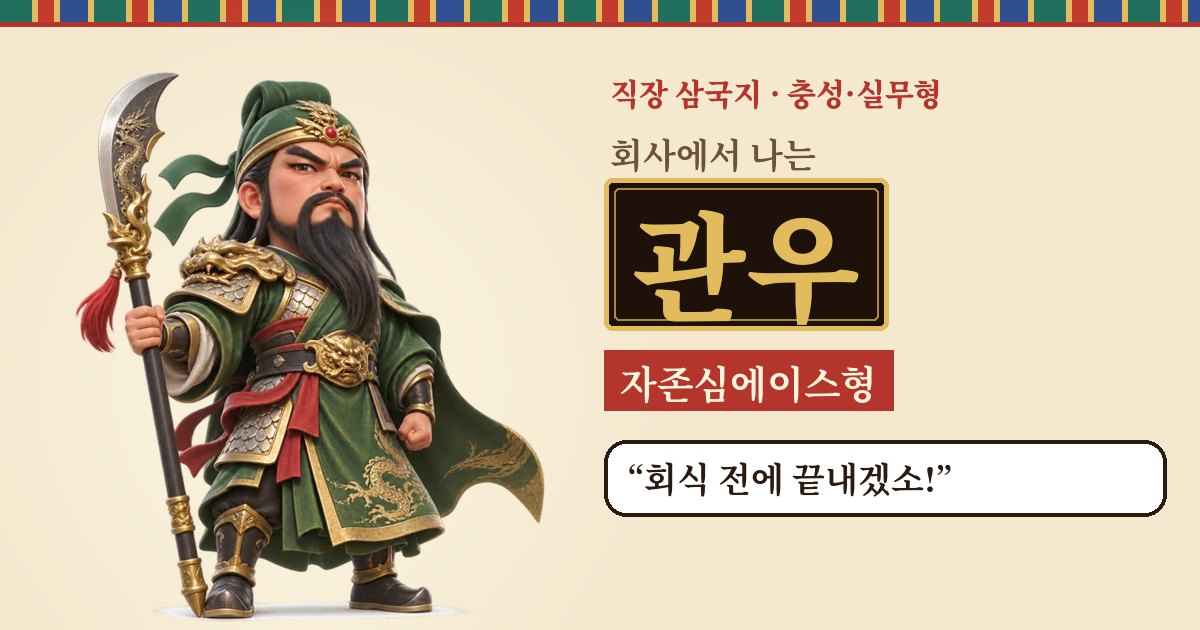 직장 삼국지 · 충성·실무형
회사에서 나는
관우
자존심에이스형
“회식 전에 끝내겠소!”